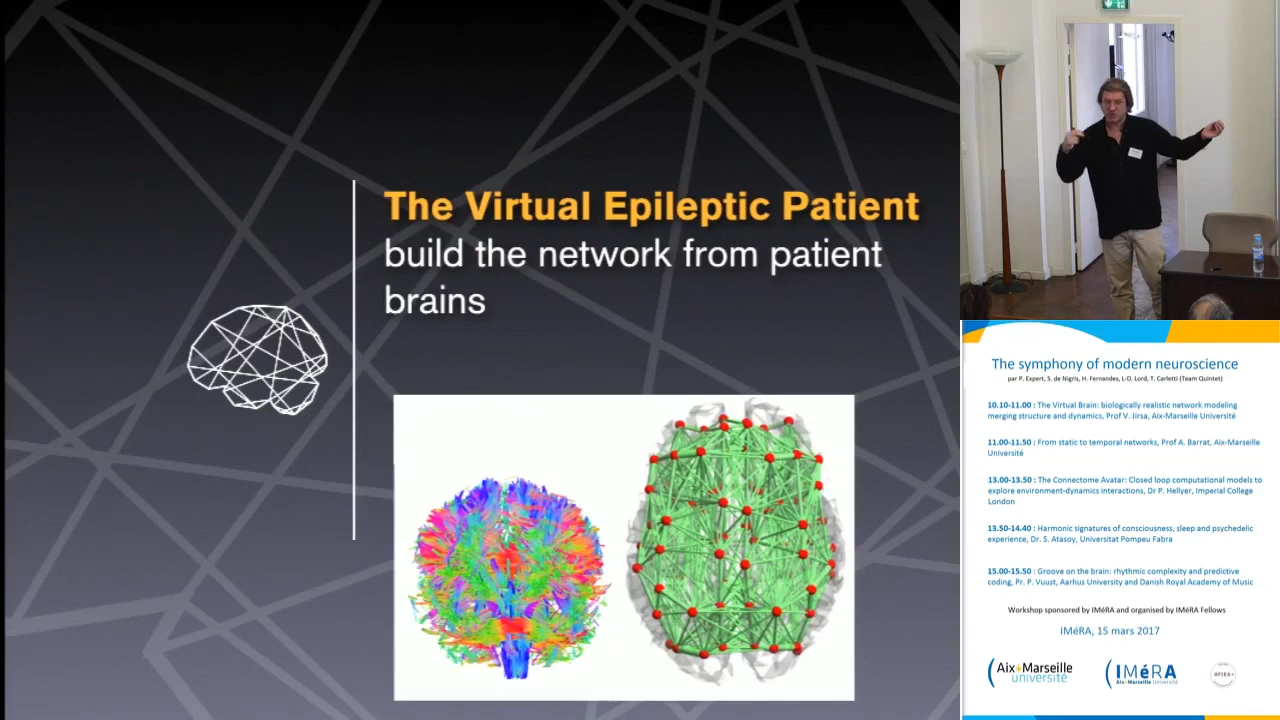 The Virtual Epileptic Patient
build the network from patient
brains
The symphony of modern neuroscience
par P. Expert, S. de Nigris, H. Fernandes, L-D. Lord, T. Carletti (Team Quintet)
10.10-11.00 : The Virtual Brain: biologically realistic network modeling
merging structure and dynamics, Prof V. Jirsa, Aix-Marseille Université
11.00-11.50 : From static to temporal networks, Prof A. Barrat, Aix-Marseille
Université
13.00-13.50 : The Connectome Avatar: Closed loop computational models to
explore environment-dynamics interactions, Dr P. Hellyer, Imperial College
London
13.50-14.40 : Harmonic signatures of consciousness, sleep and psychedelic
experience, Dr. S. Atasoy, Universitat Pompeu Fabra
15.00-15.50 : Groove on the brain: rhythmic complexity and predictive
coding, Pr. P. Vuust, Aarhus University and Danish Royal Academy of Music
Workshop sponsored by IMéRA and organised by IMéRA Fellows
IMéRA, 15 mars 2017
Aix Marseille
université
IMéRA
Aix-Marseille Université